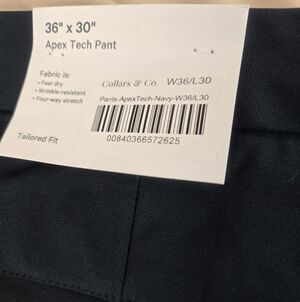 36" x 30"
Apex Tech Pant
Fabric is:
• Fast dry
• Wrinkle-resistant
• Four-way stretch
Tailored Fit
Collars & Co. W36/L30
Pants-ApexTech-Navy-W36/L30
00840366572625